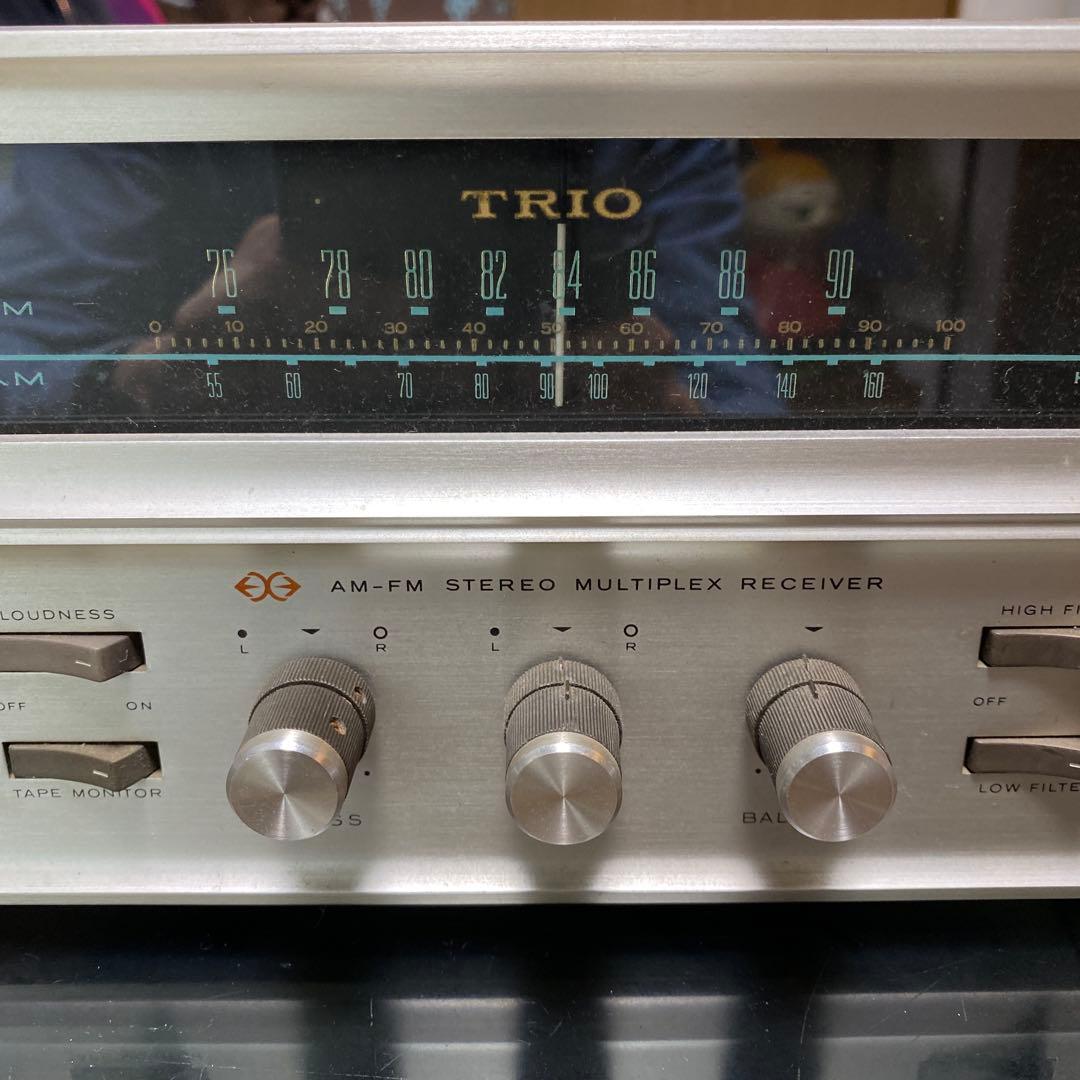 TRIO
76 78 80 82 84 86 88 90
M
0 10 20 30 40 50 60 70 80 90 100
AM
55 60 70 80 90 100 120 140 160
AM-FM STEREO MULTIPLEX RECEIVER
LOUDNESS
HIGH FI
L R L R
OFF ON
OFF
TAPE MONITOR
LOW FILTE
SS
BAL